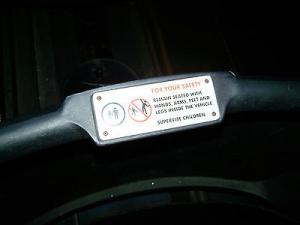 FOR YOUR SAFETY
REMAIN SEATED WITH
HANDS, ARMS, FEET AND
LEGS INSIDE THE VEHICLE
SUPERVISE CHILDREN